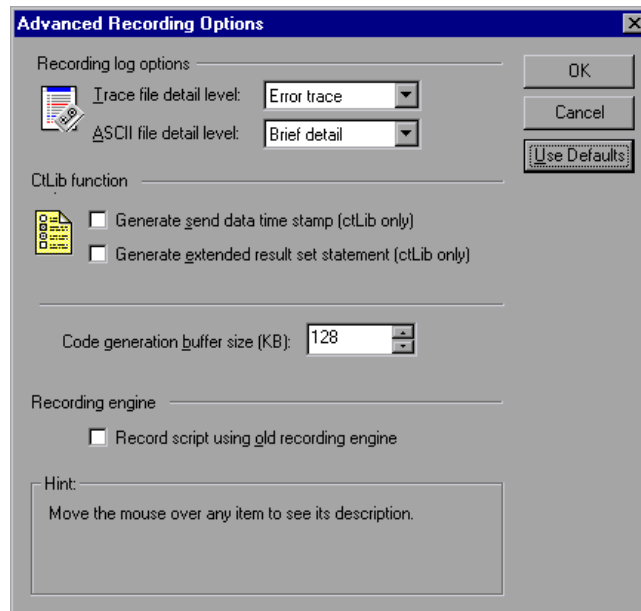 Advanced Recording Options
Recording log options
Trace file detail level: Error trace
ASCII file detail level: Brief detail
OK
Cancel
Use Defaults
CtLib function
Generate send data time stamp (ctLib only)
Generate extended result set statement (ctLib only)
Code generation buffer size (KB): 128
Recording engine
Record script using old recording engine
Hint:
Move the mouse over any item to see its description.